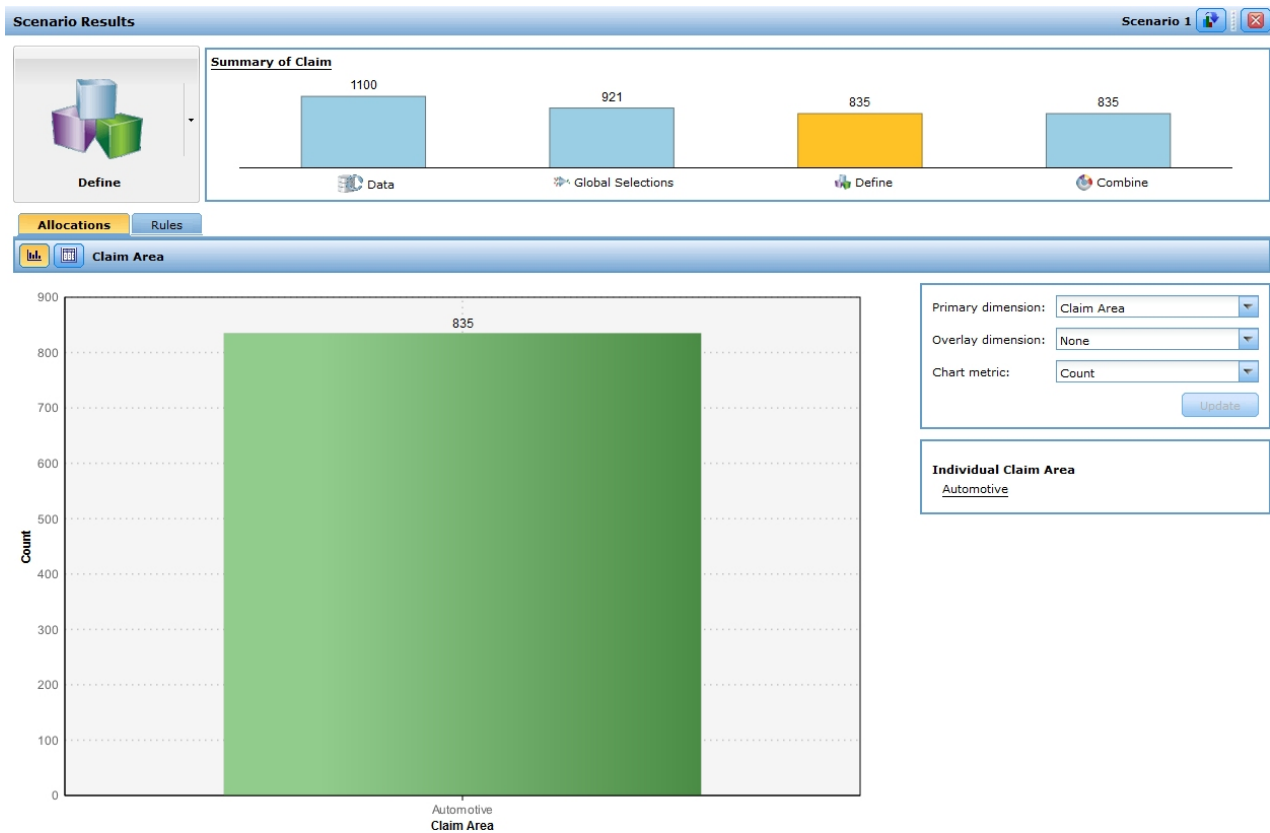 Scenario Results
Scenario 1
Define
Summary of Claim
1100
921
835
835
Data
Global Selections
Define
Combine
Allocations
Rules
Claim Area
900
800
700
600
500
400
300
200
100
0
Count
835
Automotive
Claim Area
Primary dimension: Claim Area
Overlay dimension: None
Chart metric: Count
Update
Individual Claim Area
Automotive